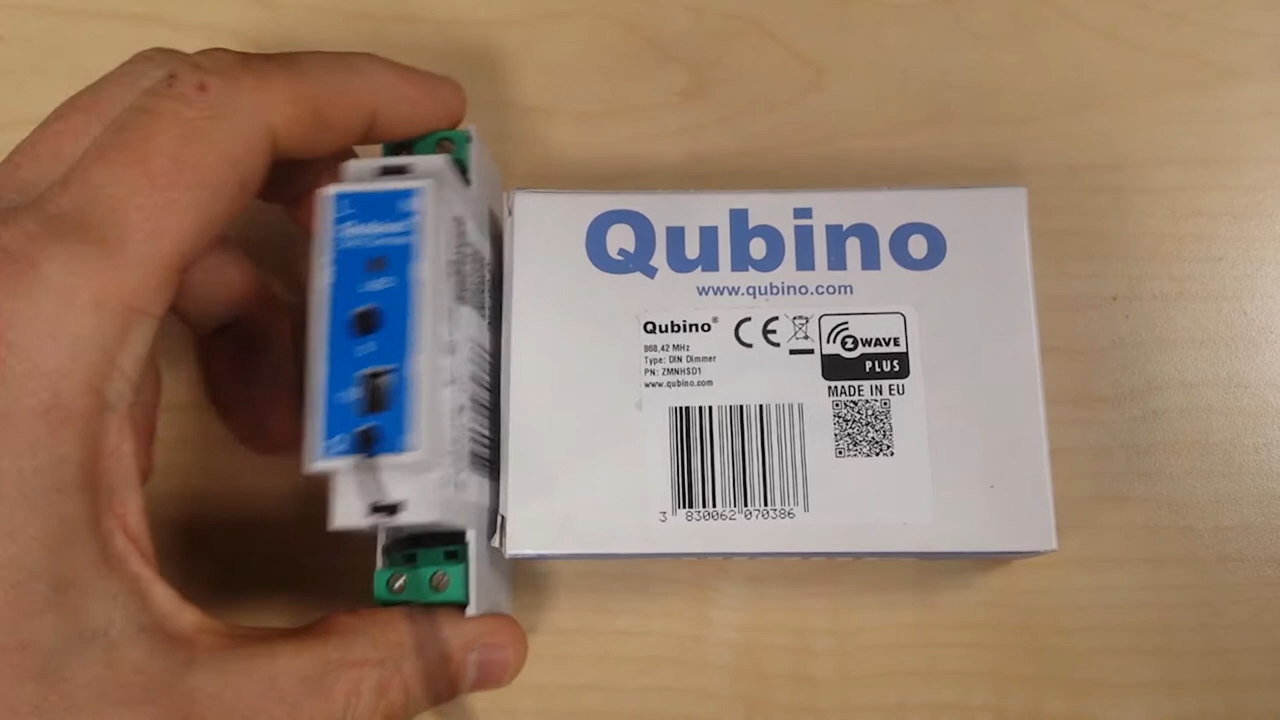 Qubino
www.qubino.com
Qubino®
868,42 MHz
Type: DIN Dimmer
PN: ZMNHSD1
www.qubino.com
CE
Z WAVE
PLUS
MADE IN EU
3 830062 070386